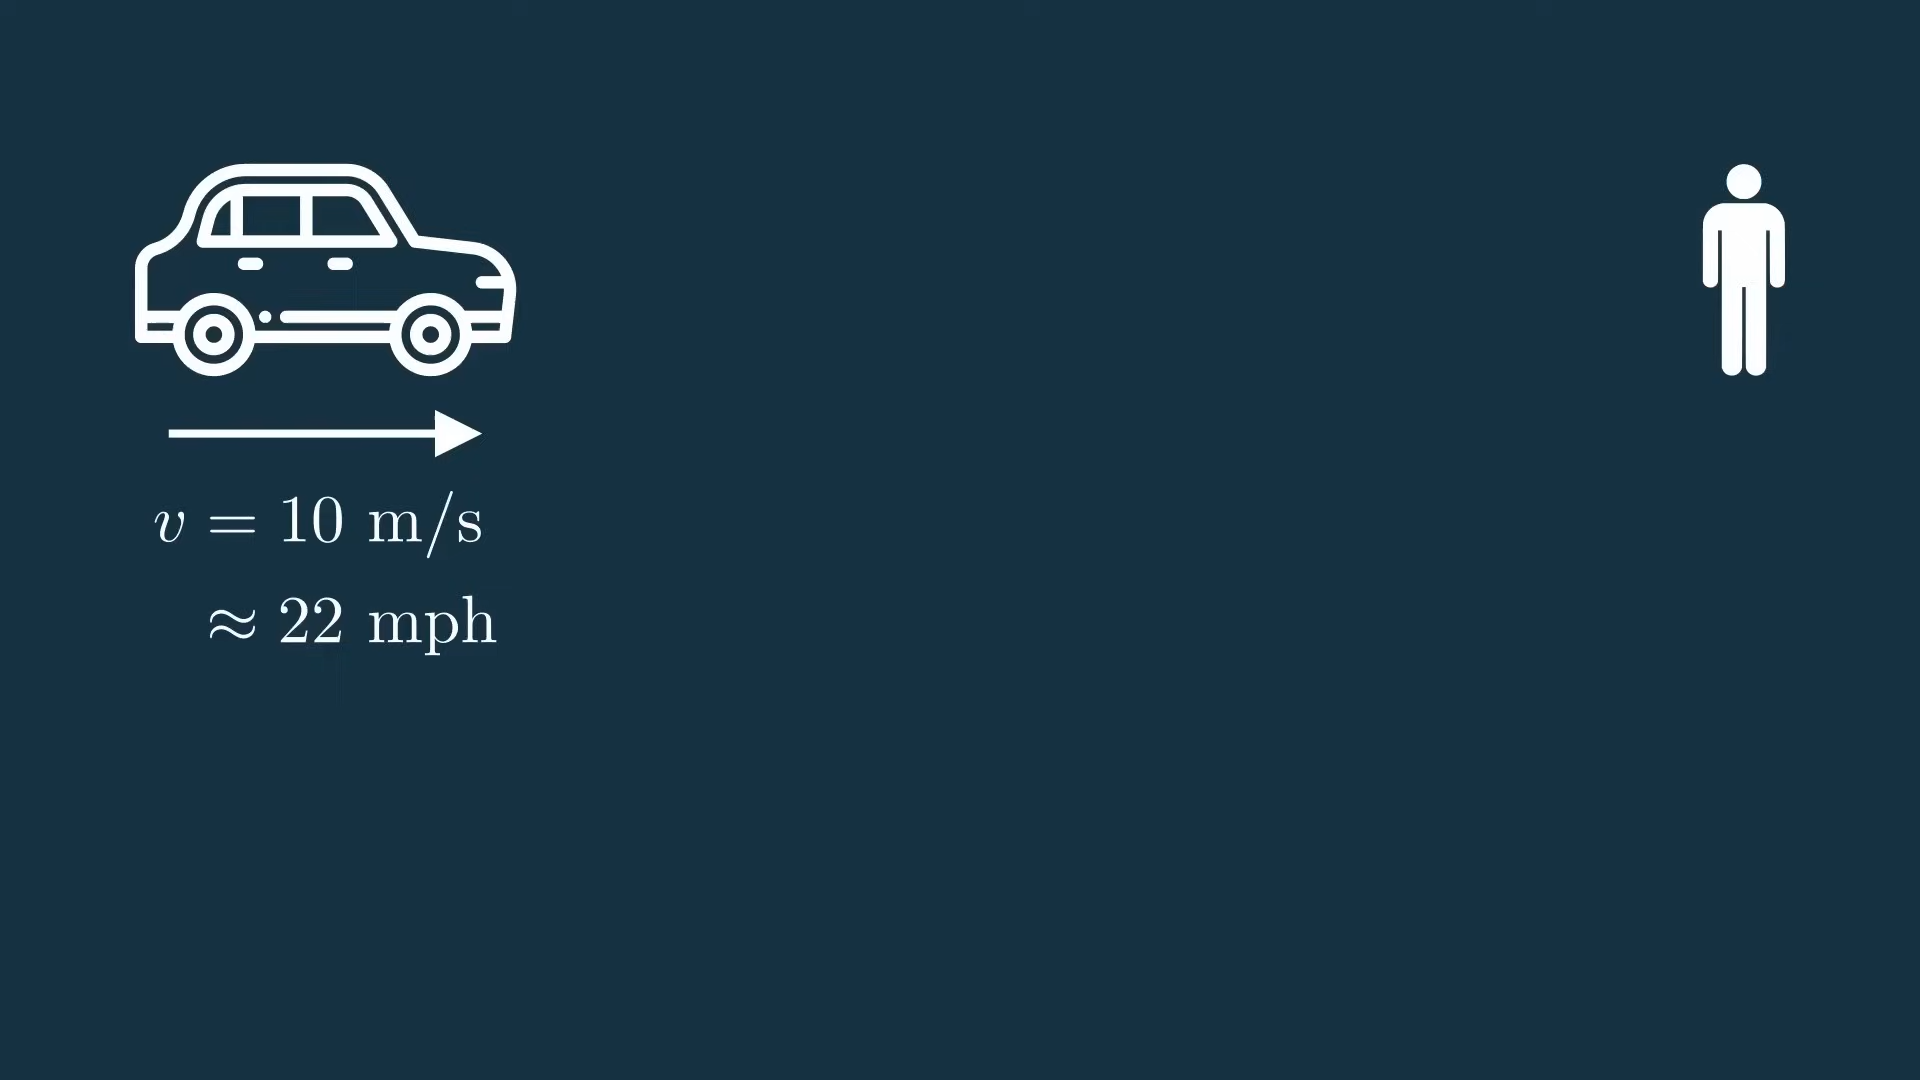 v = 10 m/s
≈ 22 mph